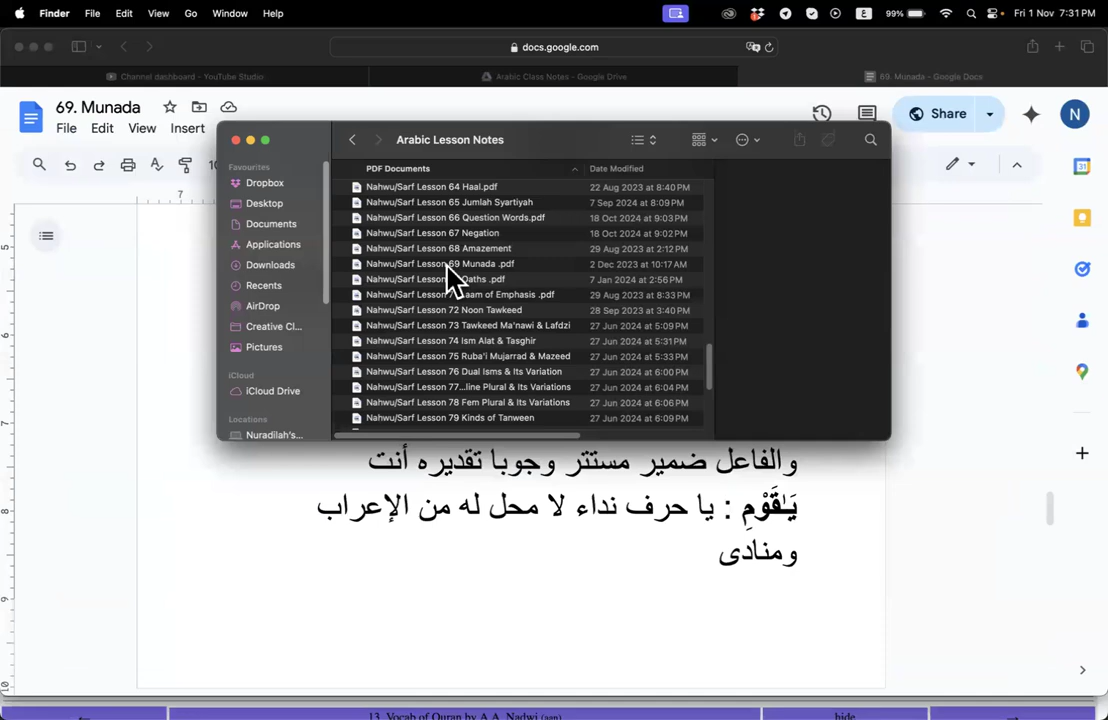 Finder File Edit View Go Window Help
99% Fri 1 Nov 7:31 PM
docs.google.com
Channel dashboard - YouTube Studio
Arabic Class Notes - Google Drive
69. Munada - Google Docs
69. Munada
File Edit View Insert
Share
N
7
Arabic Lesson Notes
Favourites
Dropbox
Desktop
Documents
Applications
Downloads
Recents
AirDrop
Creative Cl...
Pictures
iCloud
iCloud Drive
Locations
Nuradilah's...
PDF Documents Date Modified
Nahwu/Sarf Lesson 64 Haal.pdf 22 Aug 2023 at 8:40 PM
Nahwu/Sarf Lesson 65 Jumlah Syartiyah 7 Sep 2024 at 8:09 PM
Nahwu/Sarf Lesson 66 Question Words.pdf 18 Oct 2024 at 9:03 PM
Nahwu/Sarf Lesson 67 Negation 18 Oct 2024 at 9:02 PM
Nahwu/Sarf Lesson 68 Amazement 29 Aug 2023 at 2:12 PM
Nahwu/Sarf Lesson 69 Munada .pdf 2 Dec 2023 at 10:17 AM
Nahwu/Sarf Lesson Oaths .pdf 7 Jan 2024 at 2:56 PM
Nahwu/Sarf Lesson Laam of Emphasis .pdf 29 Aug 2023 at 8:33 PM
Nahwu/Sarf Lesson 72 Noon Tawkeed 28 Sep 2023 at 3:40 PM
Nahwu/Sarf Lesson 73 Tawkeed Ma'nawi & Lafdzi 27 Jun 2024 at 5:09 PM
Nahwu/Sarf Lesson 74 Ism Alat & Tasghir 27 Jun 2024 at 5:31 PM
Nahwu/Sarf Lesson 75 Ruba'i Mujarrad & Mazeed 27 Jun 2024 at 5:33 PM
Nahwu/Sarf Lesson 76 Dual Isms & Its Variation 27 Jun 2024 at 6:00 PM
Nahwu/Sarf Lesson 77...line Plural & Its Variations 27 Jun 2024 at 6:04 PM
Nahwu/Sarf Lesson 78 Fem Plural & Its Variations 27 Jun 2024 at 6:06 PM
Nahwu/Sarf Lesson 79 Kinds of Tanween 27 Jun 2024 at 6:09 PM
والفاعل ضمير مستتر وجوبا تقديره أنت
يَـٰقَوْمِ : يا حرف نداء لا محل له من الإعراب
ومنادى
13. Vocab of Quran by A.A. Nadwi (aan) hide